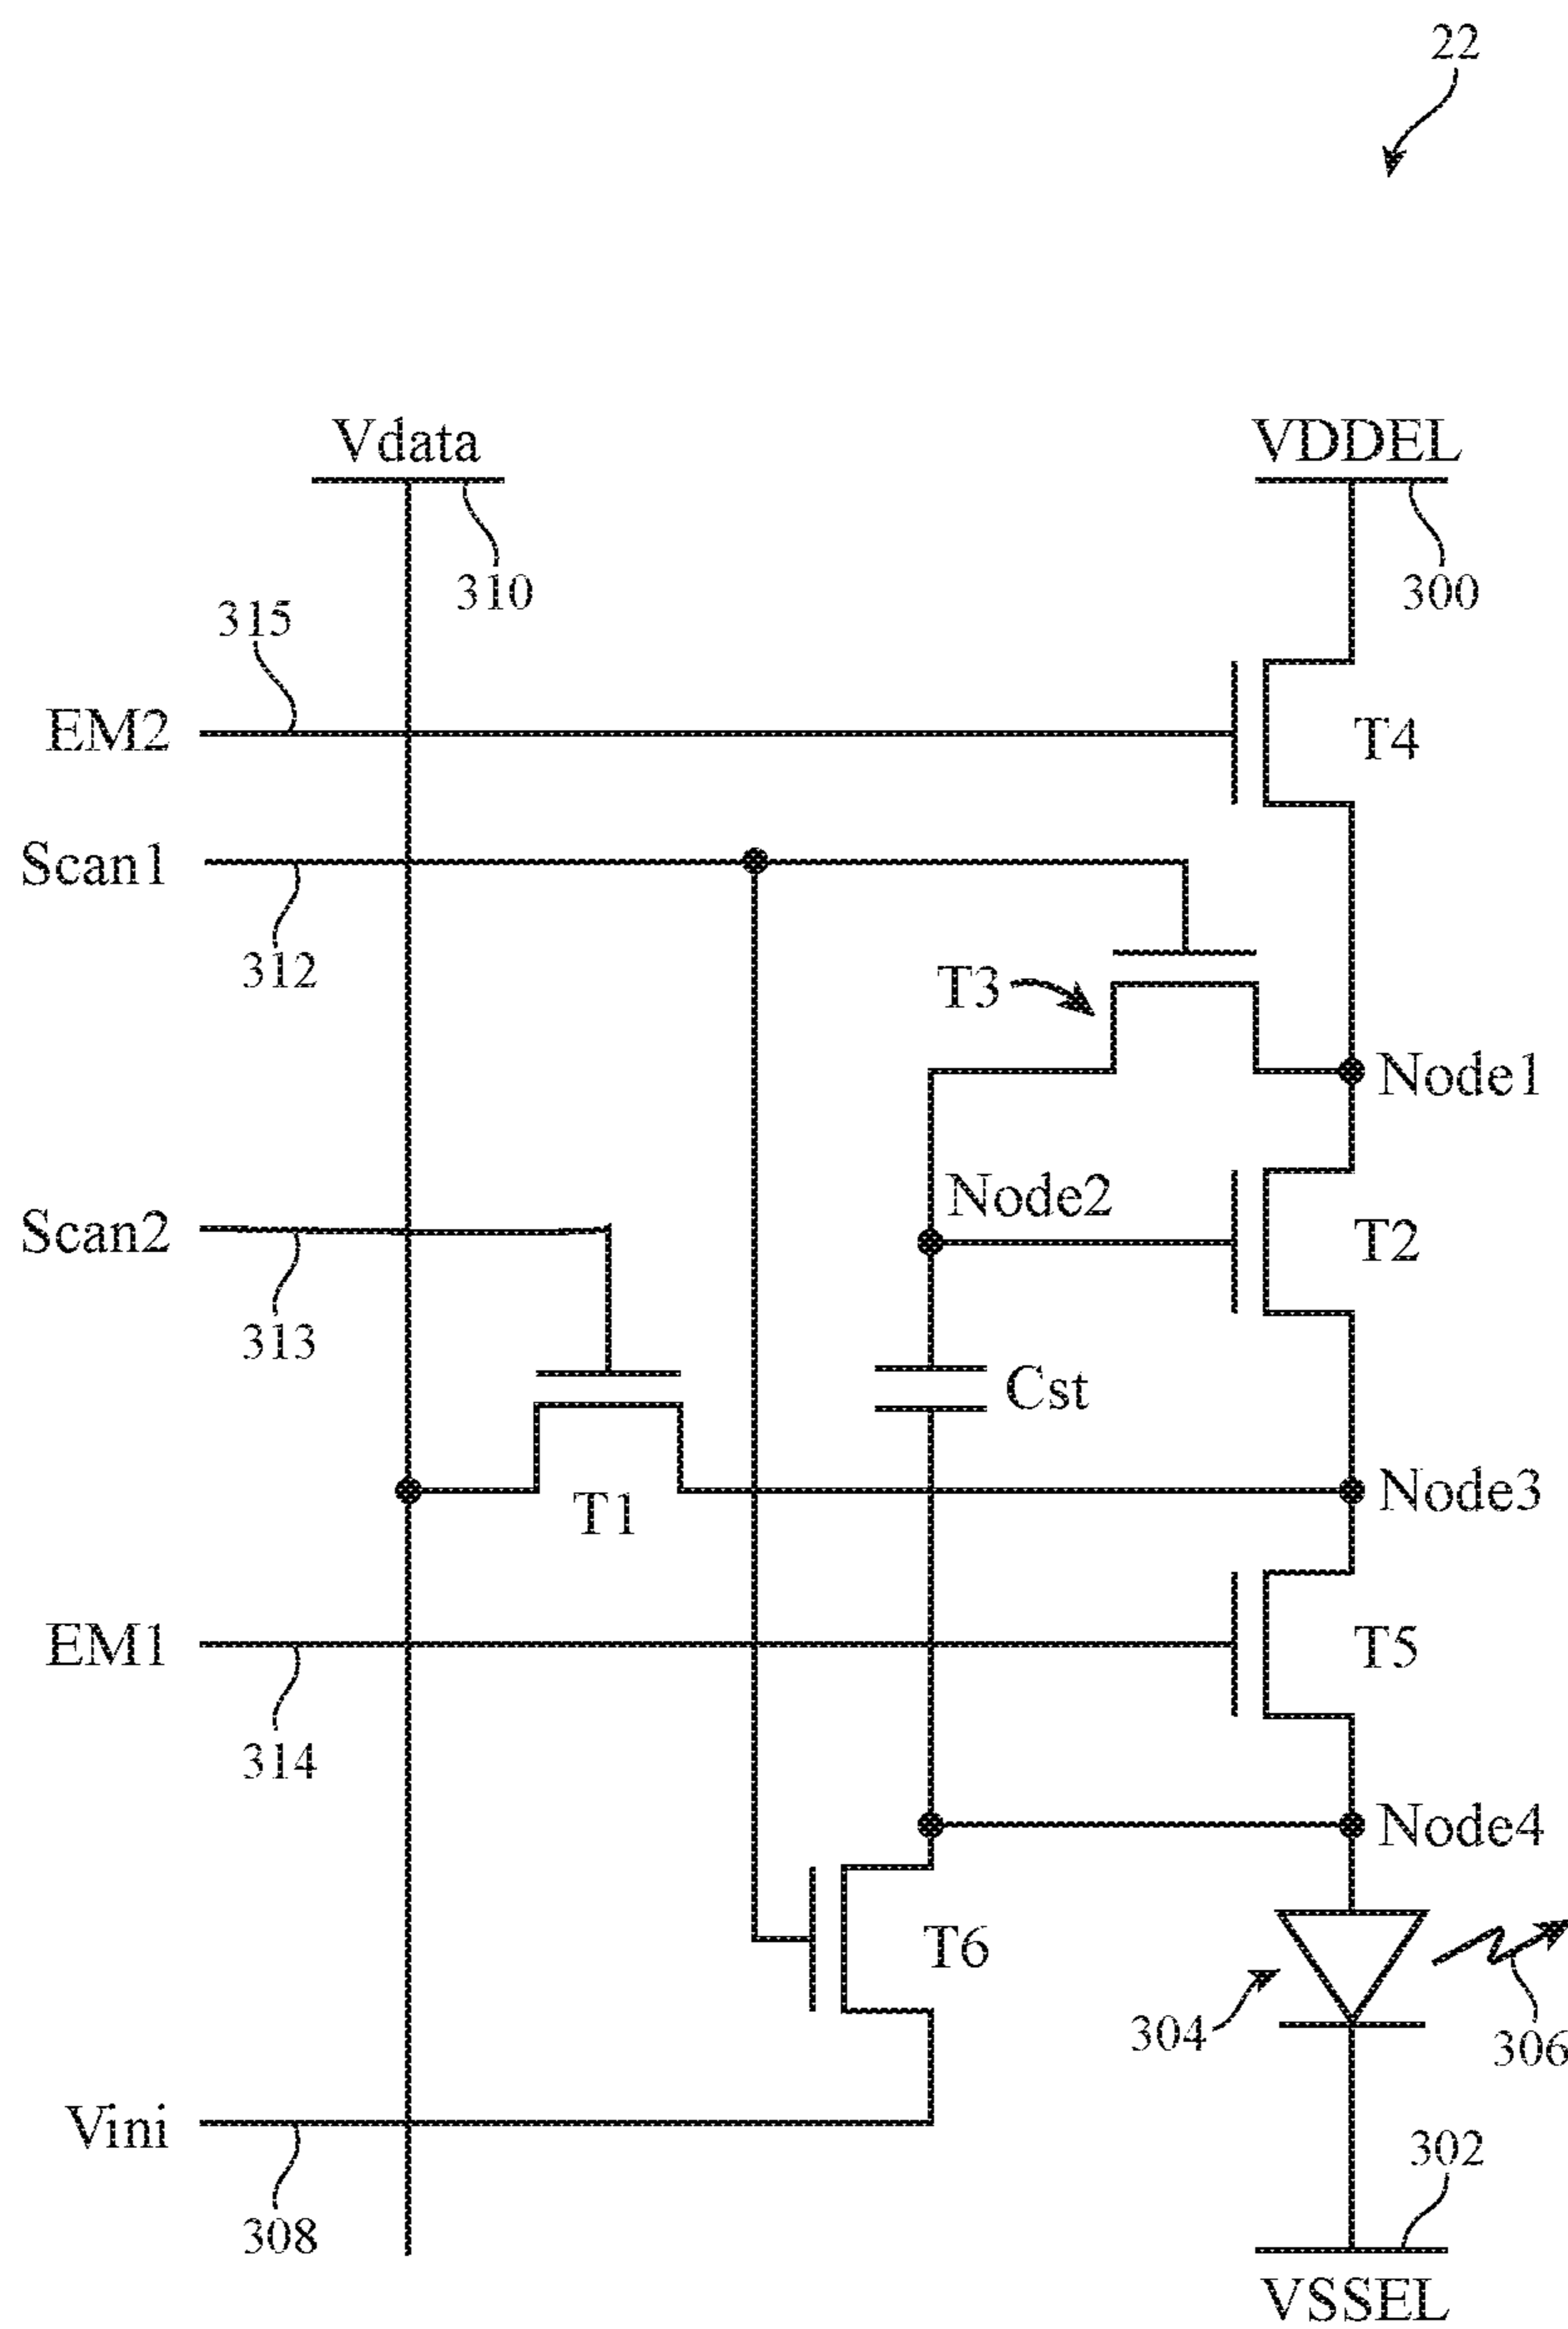 22
Vdata
VDDEL
310
300
315
EM2
T4
Scan1
312
T3
Node1
Node2
Scan2
T2
313
Cst
Node3
T1
EM1
T5
314
Node4
T6
304
306
Vini
302
308
VSSEL